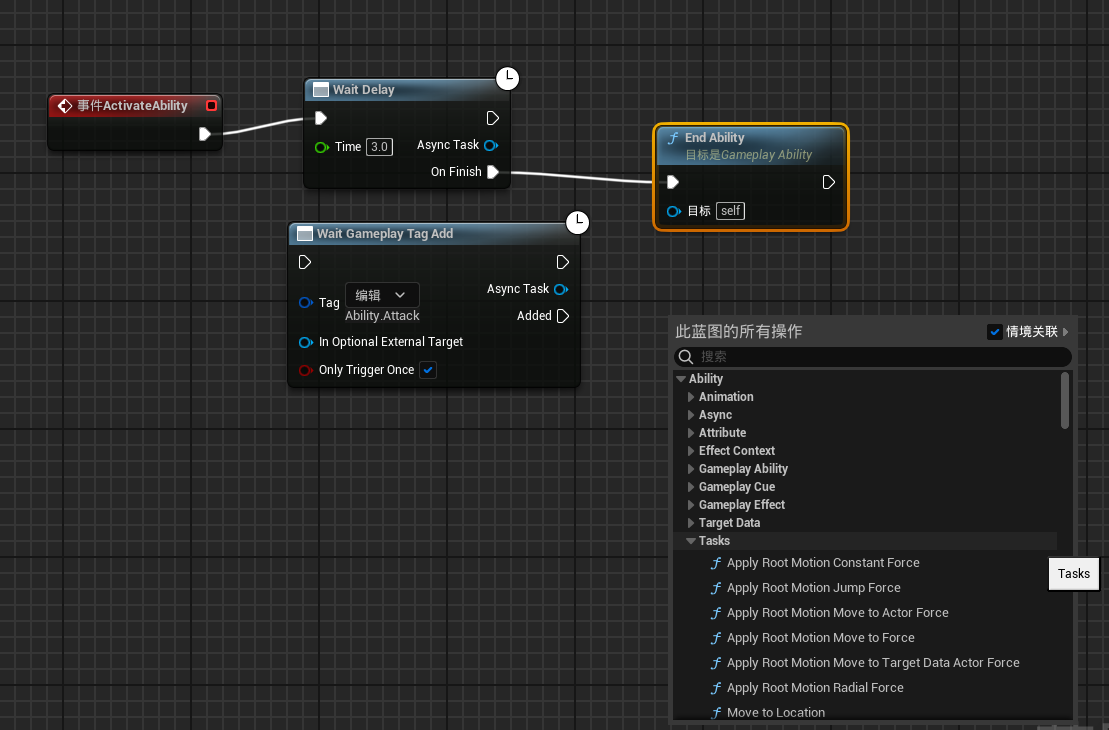 事件ActivateAbility
Wait Delay
Time 3.0
Async Task
On Finish
End Ability
目标是Gameplay Ability
目标 self
Wait Gameplay Tag Add
Tag 编辑
Ability.Attack
In Optional External Target
Only Trigger Once
Async Task
Added
此蓝图的所有操作
情境关联
搜索
Ability
Animation
Async
Attribute
Effect Context
Gameplay Ability
Gameplay Cue
Gameplay Effect
Target Data
Tasks
Apply Root Motion Constant Force
Apply Root Motion Jump Force
Apply Root Motion Move to Actor Force
Apply Root Motion Move to Force
Apply Root Motion Move to Target Data Actor Force
Apply Root Motion Radial Force
Move to Location
Tasks